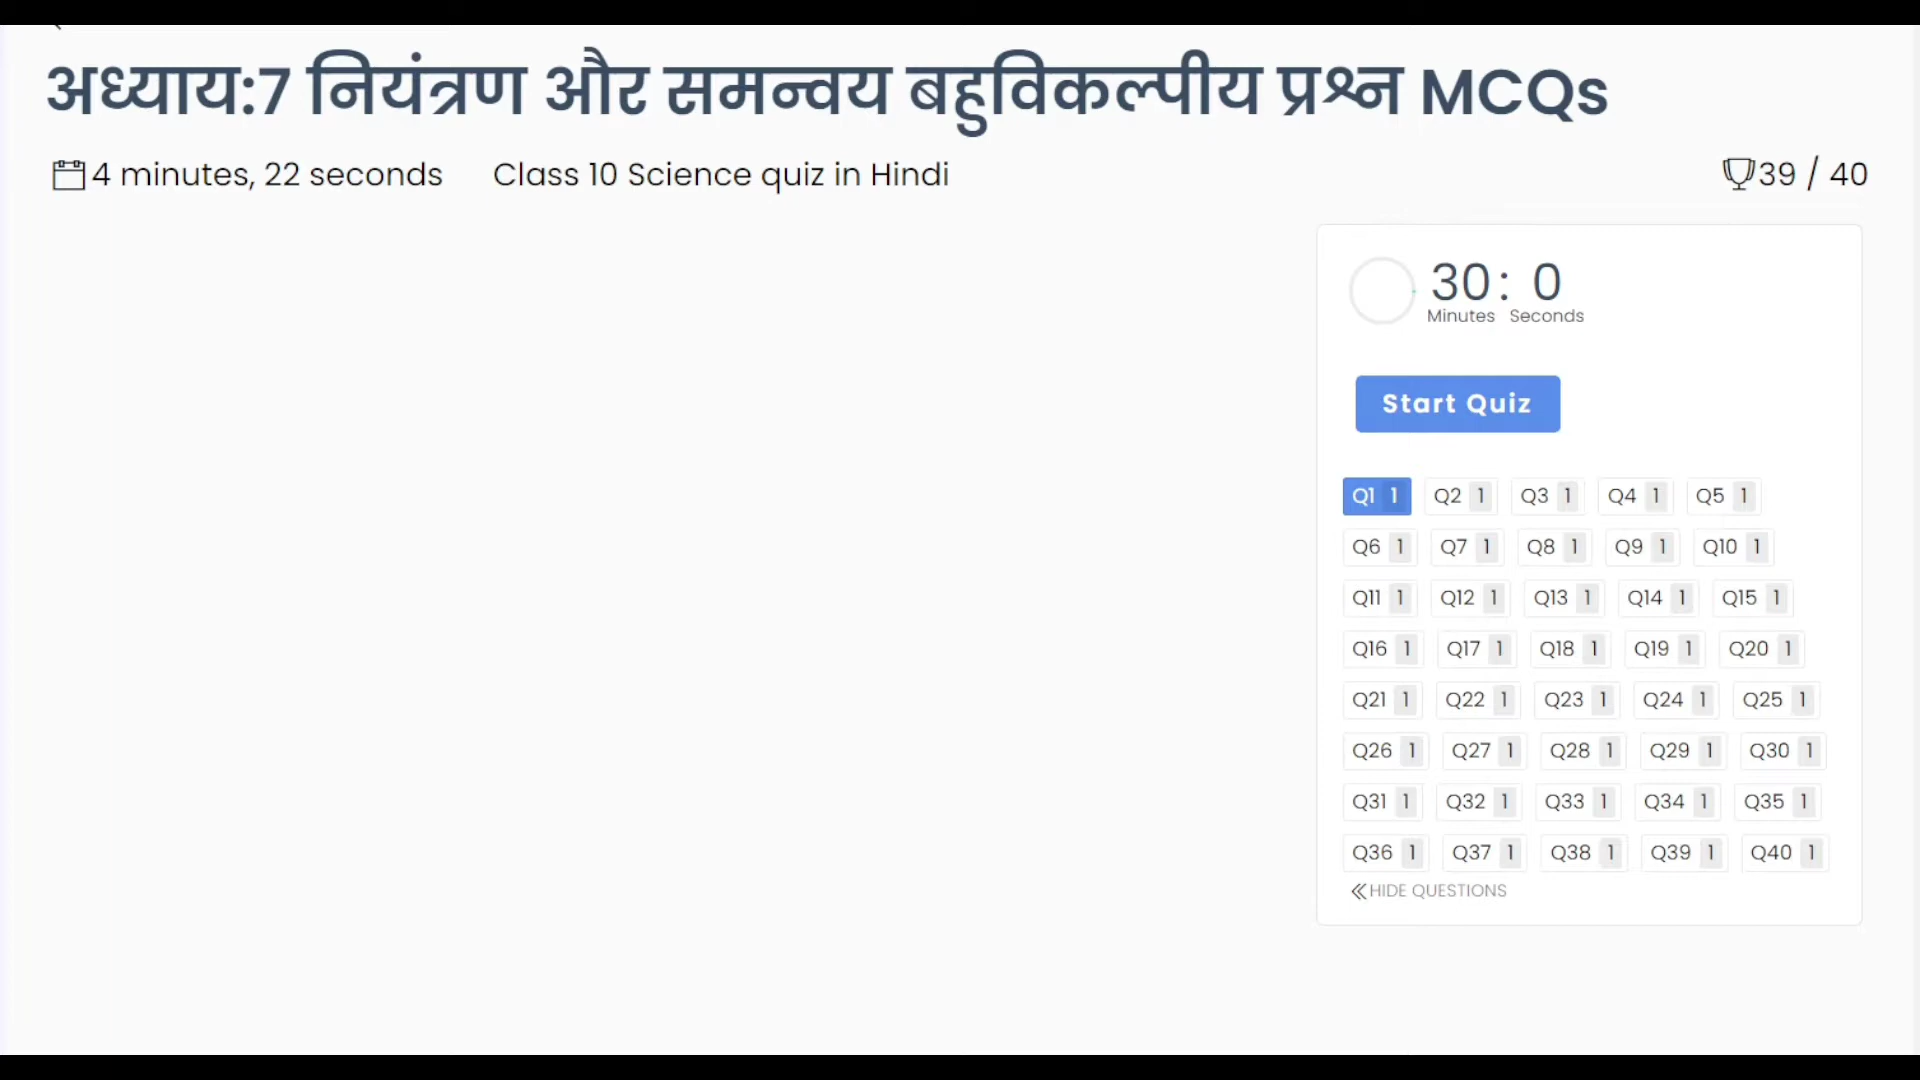 अध्याय:7 नियंत्रण और समन्वय बहुविकल्पीय प्रश्न MCQs
4 minutes, 22 seconds Class 10 Science quiz in Hindi 39 / 40
30 : 0
Minutes Seconds
Start Quiz
Q1 1 Q2 1 Q3 1 Q4 1 Q5 1
Q6 1 Q7 1 Q8 1 Q9 1 Q10 1
Q11 1 Q12 1 Q13 1 Q14 1 Q15 1
Q16 1 Q17 1 Q18 1 Q19 1 Q20 1
Q21 1 Q22 1 Q23 1 Q24 1 Q25 1
Q26 1 Q27 1 Q28 1 Q29 1 Q30 1
Q31 1 Q32 1 Q33 1 Q34 1 Q35 1
Q36 1 Q37 1 Q38 1 Q39 1 Q40 1
HIDE QUESTIONS